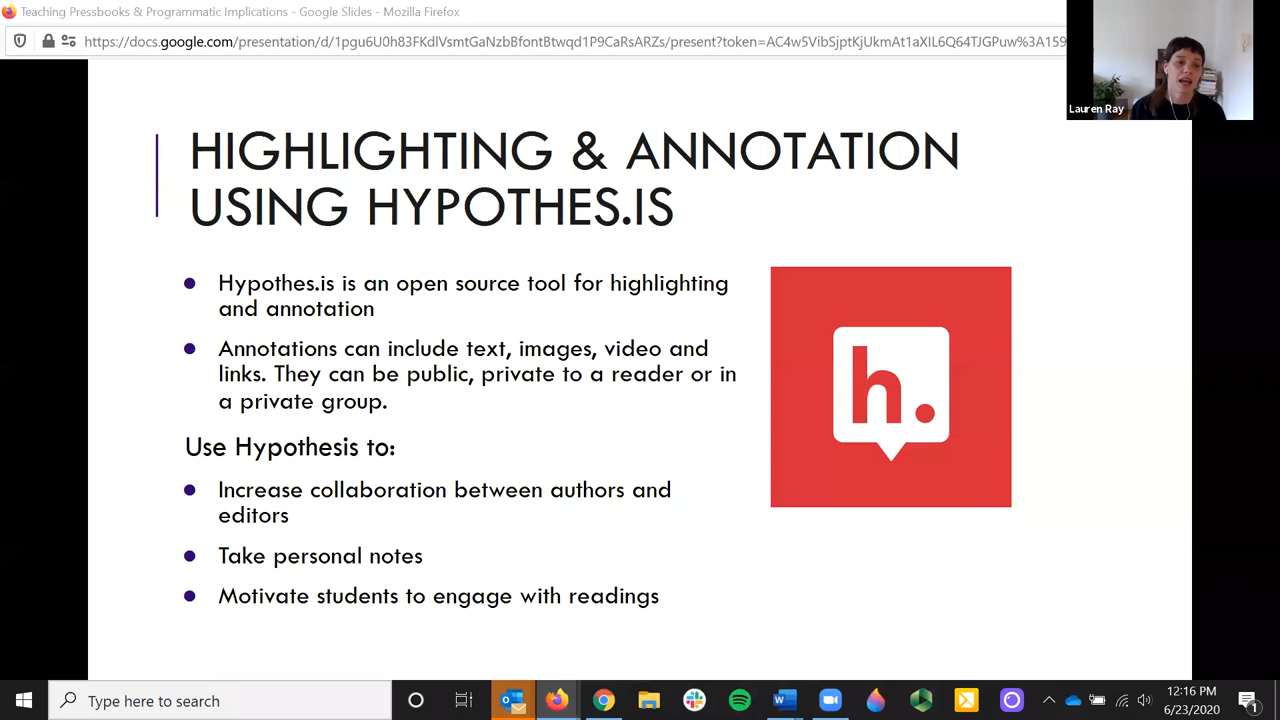 Teaching Pressbooks & Programmatic Implications - Google Slides - Mozilla Firefox
https://docs.google.com/presentation/d/1pgu6U0h83FKdlVsmtGaNzbBfontBtwqd1P9CaRsARZs/present?token=AC4w5VibSjptKjUkmAt1aXIL6Q64TJGPuw%3A159
Lauren Ray
HIGHLIGHTING & ANNOTATION
USING HYPOTHES.IS
Hypothes.is is an open source tool for highlighting
and annotation
Annotations can include text, images, video and
links. They can be public, private to a reader or in
a private group.
Use Hypothesis to:
Increase collaboration between authors and
editors
Take personal notes
Motivate students to engage with readings
h.
Type here to search
12:16 PM
6/23/2020
1